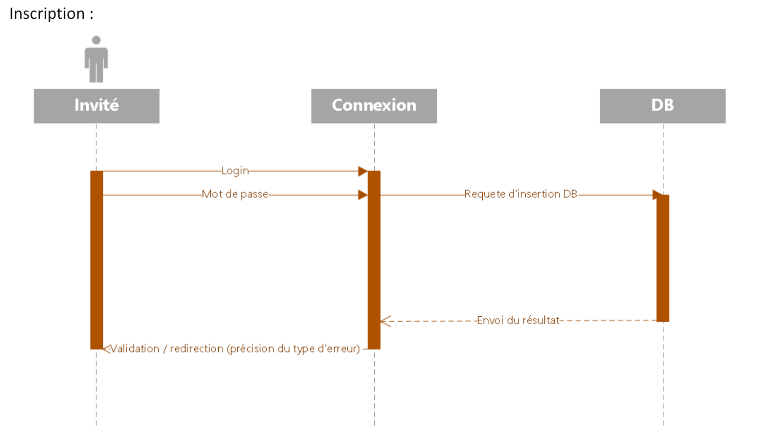 Inscription :
Invité
Connexion
DB
Login
Mot de passe
Requete d'insertion DB
Envoi du résultat
Validation / redirection (précision du type d'erreur)